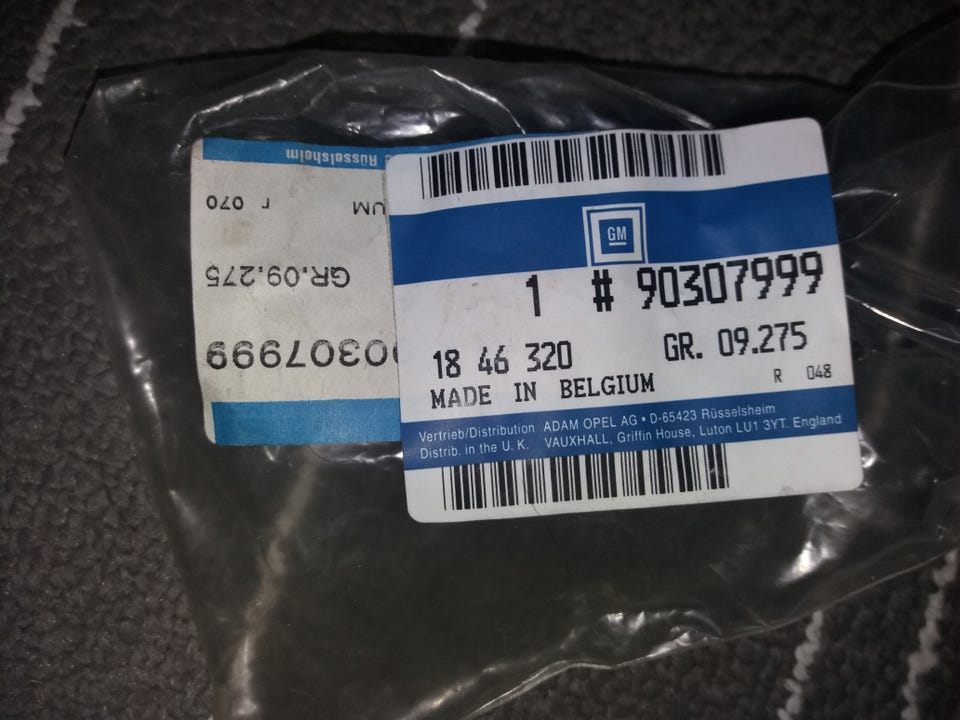 GM
1 # 90307999
18 46 320 GR. 09.275
MADE IN BELGIUM R 048
Vertrieb/Distribution ADAM OPEL AG • D-65423 Rüsselsheim
Distrib. in the U. K. VAUXHALL, Griffin House, Luton LU1 3YT. England
0307999
GR.09.275
UM r 070
Rüsselsheim